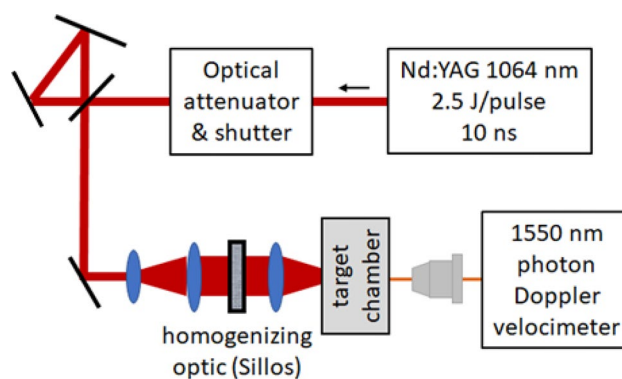 Optical
attenuator
& shutter
Nd:YAG 1064 nm
2.5 J/pulse
10 ns
homogenizing
optic (Sillos)
target
chamber
1550 nm
photon
Doppler
velocimeter